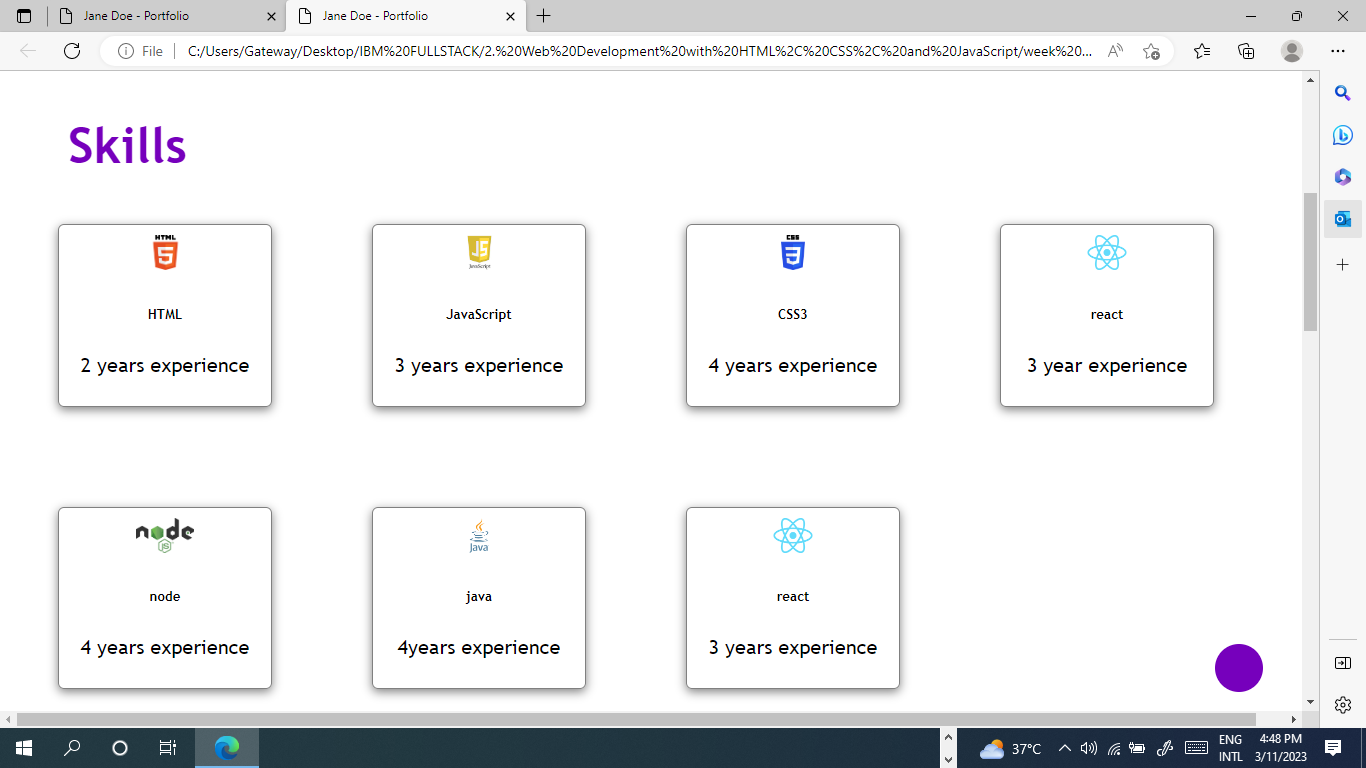 Jane Doe - Portfolio
Jane Doe - Portfolio
File
C:/Users/Gateway/Desktop/IBM%20FULLSTACK/2.%20Web%20Development%20with%20HTML%2C%20CSS%2C%20and%20JavaScript/week%20...
Skills
HTML
5
HTML
2 years experience
JS
JavaScript
JavaScript
3 years experience
CSS
3
CSS3
4 years experience
react
3 year experience
node
JS
node
4 years experience
Java
java
4years experience
react
3 years experience
37°C
ENG
INTL
4:48 PM
3/11/2023